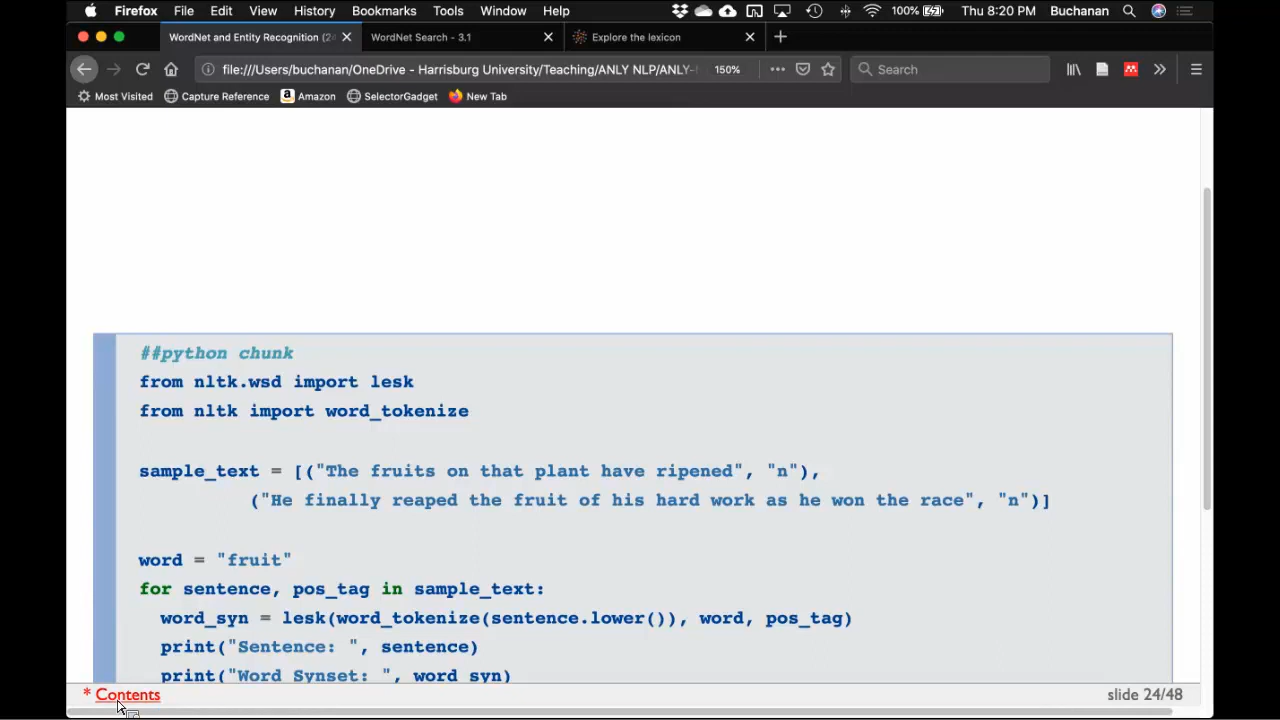 Firefox File Edit View History Bookmarks Tools Window Help 100% Thu 8:20 PM Buchanan
WordNet and Entity Recognition (24 WordNet Search - 3.1 Explore the lexicon
file:///Users/buchanan/OneDrive - Harrisburg University/Teaching/ANLY NLP/ANLY- 150% Search
Most Visited Capture Reference Amazon SelectorGadget New Tab
##python chunk
from nltk.wsd import lesk
from nltk import word_tokenize
sample_text = [("The fruits on that plant have ripened", "n"),
("He finally reaped the fruit of his hard work as he won the race", "n")]
word = "fruit"
for sentence, pos_tag in sample_text:
word_syn = lesk(word_tokenize(sentence.lower()), word, pos_tag)
print("Sentence: ", sentence)
print("Word Synset: ", word_syn)
* Contents slide 24/48